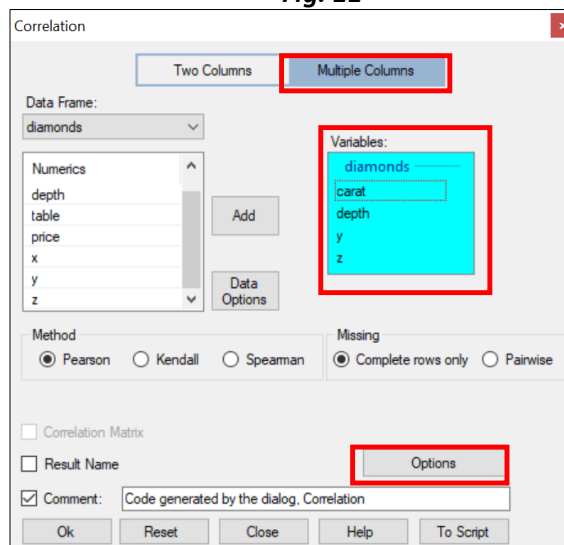 Correlation
Two Columns Multiple Columns
Data Frame:
diamonds
Numerics
depth
table
price
x
y
z
Add
Data
Options
Variables:
diamonds
carat
depth
y
z
Method
Pearson Kendall Spearman
Missing
Complete rows only Pairwise
Correlation Matrix
Result Name
Options
Comment: Code generated by the dialog, Correlation
Ok Reset Close Help To Script